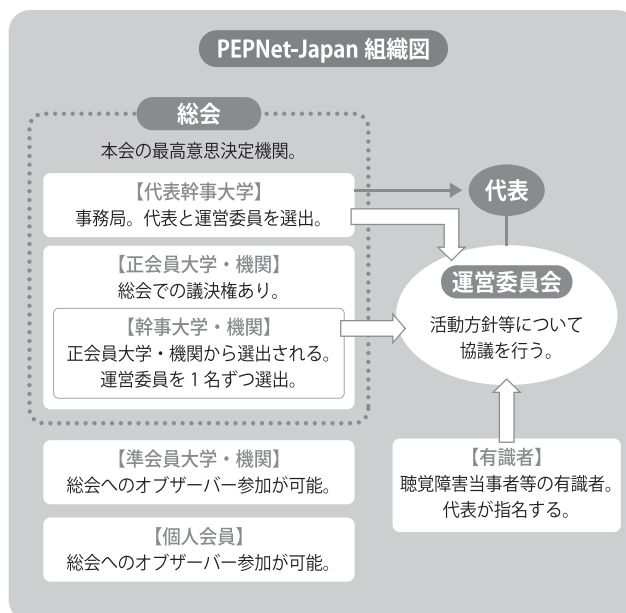 PEPNet-Japan 組織図
総会
本会の最高意思決定機関。
【代表幹事大学】
事務局。代表と運営委員を選出。
【正会員大学・機関】
総会での議決権あり。
【幹事大学・機関】
正会員大学・機関から選出される。
運営委員を1名ずつ選出。
【準会員大学・機関】
総会へのオブザーバー参加が可能。
【個人会員】
総会へのオブザーバー参加が可能。
代表
運営委員会
活動方針等について
協議を行う。
【有識者】
聴覚障害当事者等の有識者。
代表が指名する。